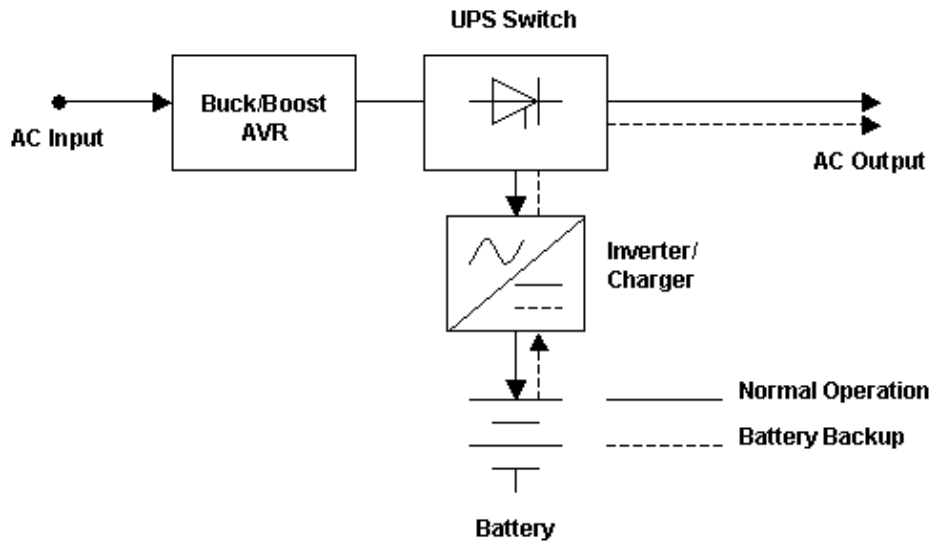 UPS Switch
Buck/Boost
AVR
AC Input
AC Output
Inverter/
Charger
Normal Operation
Battery Backup
Battery